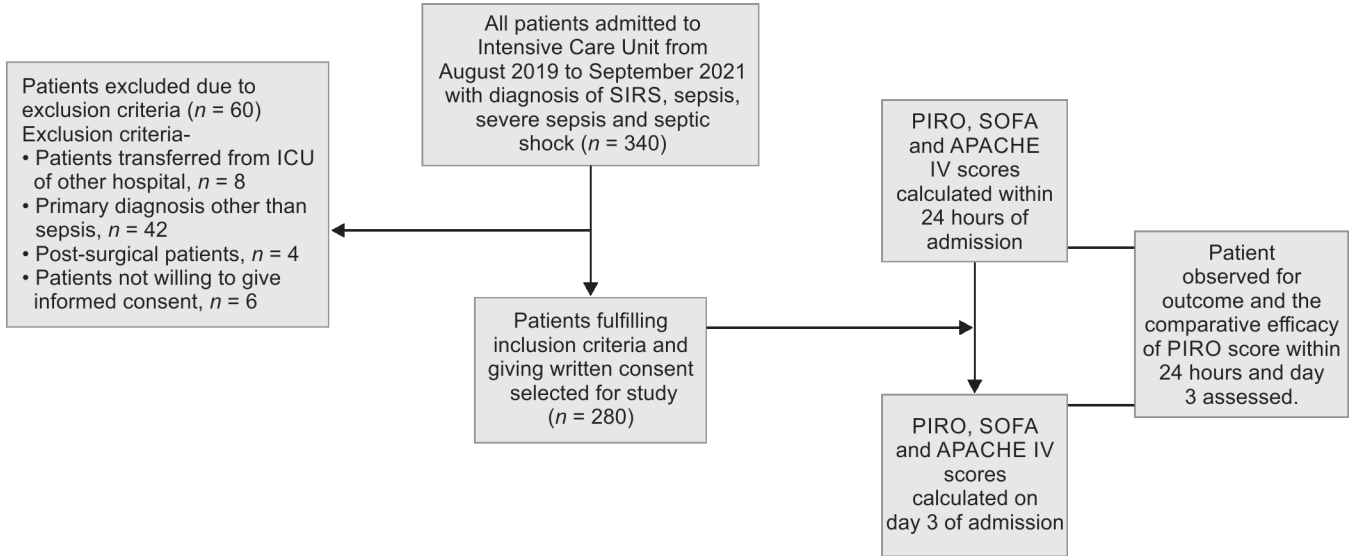 All patients admitted to
Intensive Care Unit from
August 2019 to September 2021
with diagnosis of SIRS, sepsis,
severe sepsis and septic
shock (n = 340)
Patients excluded due to
exclusion criteria (n = 60)
Exclusion criteria-
• Patients transferred from ICU
of other hospital, n = 8
• Primary diagnosis other than
sepsis, n = 42
• Post-surgical patients, n = 4
• Patients not willing to give
informed consent, n = 6
Patients fulfilling
inclusion criteria and
giving written consent
selected for study
(n = 280)
PIRO, SOFA
and APACHE
IV scores
calculated within
24 hours of
admission
PIRO, SOFA
and APACHE IV
scores
calculated on
day 3 of admission
Patient
observed for
outcome and the
comparative efficacy
of PIRO score within
24 hours and day
3 assessed.